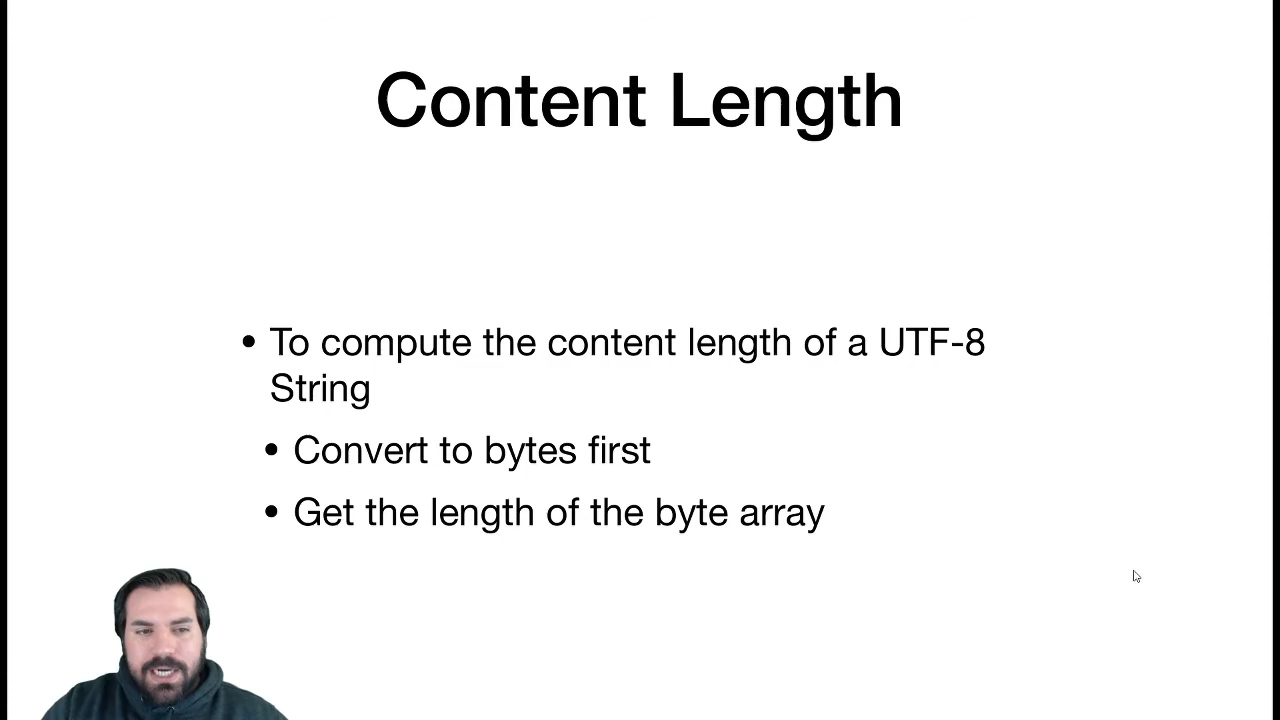 Content Length
• To compute the content length of a UTF-8
String
• Convert to bytes first
• Get the length of the byte array